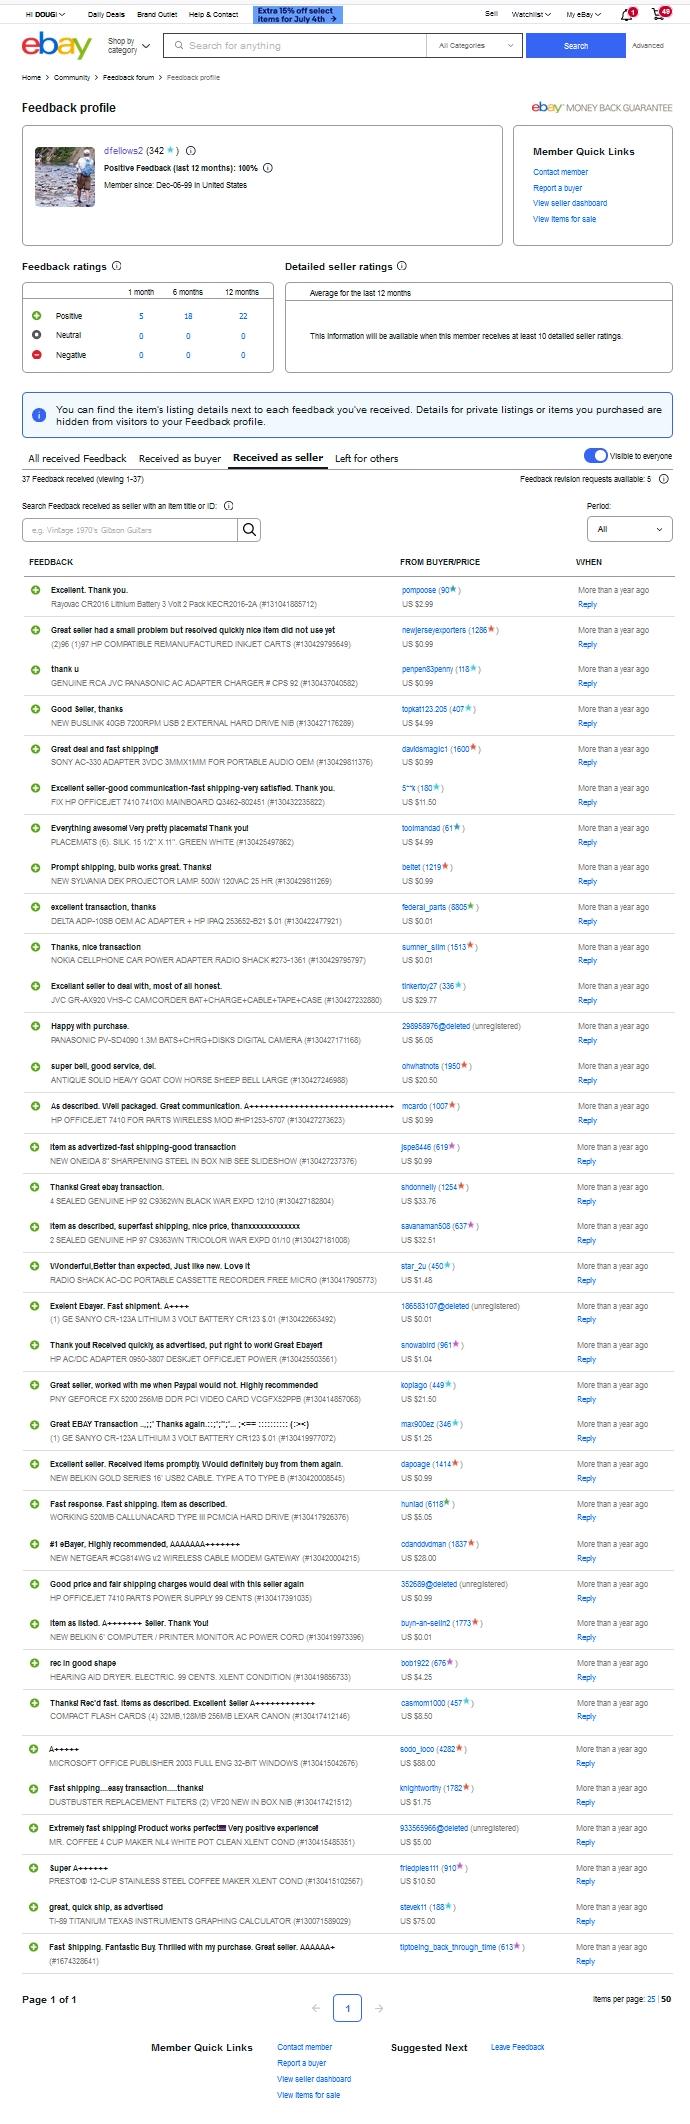 Hi DOUG! Daily Deals Brand Outlet Help & Contact Extra 15% off select items for July 4th → Sell Watchlist My eBay 1 49
ebay Shop by category Search for anything All Categories Search Advanced
Home > Community > Feedback forum > Feedback profile
Feedback profile
ebay MONEY BACK GUARANTEE
dfellows2 (342 ★)
Positive Feedback (last 12 months): 100%
Member since: Dec-06-99 in United States
Member Quick Links
Contact member
Report a buyer
View seller dashboard
View items for sale
Feedback ratings
1 month 6 months 12 months
Positive 5 18 22
Neutral 0 0 0
Negative 0 0 0
Detailed seller ratings
Average for the last 12 months
This information will be available when this member receives at least 10 detailed seller ratings.
You can find the item's listing details next to each feedback you've received. Details for private listings or items you purchased are
hidden from visitors to your Feedback profile.
All received Feedback Received as buyer Received as seller Left for others Visible to everyone
37 Feedback received (viewing 1-37) Feedback revision requests available: 5
Search Feedback received as seller with an item title or ID: Period:
e.g. Vintage 1970's Gibson Guitars All
FEEDBACK FROM BUYER/PRICE WHEN
Excellent. Thank you. pompoose (90★) More than a year ago
Rayovac CR2016 Lithium Battery 3 Volt 2 Pack KECR2016-2A (#131041885712) US $2.99 Reply
Great seller had a small problem but resolved quickly nice item did not use yet newjerseyexporters (1286★) More than a year ago
(2)96 (1)97 HP COMPATIBLE REMANUFACTURED INKJET CARTS (#130429795649) US $0.99 Reply
thank u penpen83penny (118★) More than a year ago
GENUINE RCA JVC PANASONIC AC ADAPTER CHARGER # CPS 92 (#130437040582) US $0.99 Reply
Good Seller, thanks topkat123.205 (407★) More than a year ago
NEW BUSLINK 40GB 7200RPM USB 2 EXTERNAL HARD DRIVE NIB (#130427176289) US $4.99 Reply
Great deal and fast shipping!! davidsmagic1 (1600★) More than a year ago
SONY AC-330 ADAPTER 3VDC 3MMX1MM FOR PORTABLE AUDIO OEM (#130429811376) US $0.99 Reply
Excellent seller-good communication-fast shipping-very satisfied. Thank you. 5**k (180★) More than a year ago
FIX HP OFFICEJET 7410 7410XI MAINBOARD Q3462-802451 (#130432235822) US $11.50 Reply
Everything awesome! Very pretty placemats! Thank you! toolmandad (61★) More than a year ago
PLACEMATS (6). SILK. 15 1/2" X 11". GREEN WHITE (#130425497862) US $4.99 Reply
Prompt shipping, bulb works great. Thanks! beltet (1219★) More than a year ago
NEW SYLVANIA DEK PROJECTOR LAMP. 500W 120VAC 25 HR (#130429811269) US $0.99 Reply
excellent transaction, thanks federal_parts (8805★) More than a year ago
DELTA ADP-10SB OEM AC ADAPTER + HP IPAQ 253652-B21 $.01 (#130422477921) US $0.01 Reply
Thanks, nice transaction sumner_slim (1513★) More than a year ago
NOKIA CELLPHONE CAR POWER ADAPTER RADIO SHACK #273-1361 (#130429795797) US $0.01 Reply
Excellant seller to deal with, most of all honest. tinkertoy27 (336★) More than a year ago
JVC GR-AX920 VHS-C CAMCORDER BAT+CHARGE+CABLE+TAPE+CASE (#130427232880) US $29.77 Reply
Happy with purchase. 298958976@deleted (unregistered) More than a year ago
PANASONIC PV-SD4090 1.3M BATS+CHRG+DISKS DIGITAL CAMERA (#130427171168) US $6.05 Reply
super bell, good service, del. ohwhatnots (1950★) More than a year ago
ANTIQUE SOLID HEAVY GOAT COW HORSE SHEEP BELL LARGE (#130427246988) US $20.50 Reply
As described. Well packaged. Great communication. A++++++++++++++++++++++++++++++ mcardo (1007★) More than a year ago
HP OFFICEJET 7410 FOR PARTS WIRELESS MOD #HP1253-5707 (#130427273623) US $0.99 Reply
Item as advertized-fast shipping-good transaction jspe8446 (619★) More than a year ago
NEW ONEIDA 8" SHARPENING STEEL IN BOX NIB SEE SLIDESHOW (#130427237376) US $0.99 Reply
Thanks! Great ebay transaction. shdonnelly (1254★) More than a year ago
4 SEALED GENUINE HP 92 C9362WN BLACK WAR EXPD 12/10 (#130427182804) US $33.76 Reply
Item as described, superfast shipping, nice price, thanxxxxxxxxxxxxx savanaman508 (637★) More than a year ago
2 SEALED GENUINE HP 97 C9363WN TRICOLOR WAR EXPD 01/10 (#130427181008) US $32.51 Reply
Wonderful,Better than expected, Just like new. Love it star_2u (450★) More than a year ago
RADIO SHACK AC-DC PORTABLE CASSETTE RECORDER FREE MICRO (#130417905773) US $1.48 Reply
Exelent Ebayer. Fast shipment. A++++ 186583107@deleted (unregistered) More than a year ago
(1) GE SANYO CR-123A LITHIUM 3 VOLT BATTERY CR123 $.01 (#130422663492) US $0.01 Reply
Thank you!! Received quickly, as advertised, put right to work! Great Ebayer!! snowabird (961★) More than a year ago
HP AC/DC ADAPTER 0950-3807 DESKJET OFFICEJET POWER (#130425503561) US $1.04 Reply
Great seller, worked with me when Paypal would not. Highly recommended koplago (449★) More than a year ago
PNY GEFORCE FX 5200 256MB DDR PCI VIDEO CARD VCGFX52PPB (#130414857068) US $21.50 Reply
Great EBAY Transaction Thanks again max900ez (346★) More than a year ago
(1) GE SANYO CR-123A LITHIUM 3 VOLT BATTERY CR123 $.01 (#130419977072) US $1.25 Reply
Excellent seller. Received items promptly. Would definitely buy from them again. dapoage (1414★) More than a year ago
NEW BELKIN GOLD SERIES 16' USB2 CABLE. TYPE A TO TYPE B (#130420008545) US $0.99 Reply
Fast response. Fast shipping. Item as described. hunlad (6118★) More than a year ago
WORKING 520MB CALLUNACARD TYPE III PCMCIA HARD DRIVE (#130417926376) US $5.05 Reply
#1 eBayer, Highly recommended, AAAAAAA+++++++ cdanddvdman (1837★) More than a year ago
NEW NETGEAR #CG814WG v2 WIRELESS CABLE MODEM GATEWAY (#130420004215) US $28.00 Reply
Good price and fair shipping charges would deal with this seller again 352689@deleted (unregistered) More than a year ago
HP OFFICEJET 7410 PARTS POWER SUPPLY 99 CENTS (#130417391035) US $0.99 Reply
Item as listed. A+++++++ Seller. Thank You! buyn-an-selln2 (1773★) More than a year ago
NEW BELKIN 6' COMPUTER / PRINTER MONITOR AC POWER CORD (#130419973396) US $0.01 Reply
rec in good shape bob1922 (676★) More than a year ago
HEARING AID DRYER. ELECTRIC. 99 CENTS. XLENT CONDITION (#130419856733) US $4.25 Reply
Thanks! Rec'd fast. Items as described. Excellent Seller A++++++++++++ casmom1000 (457★) More than a year ago
COMPACT FLASH CARDS (4) 32MB,128MB 256MB LEXAR CANON (#130417412146) US $8.50 Reply
A+++++ sodo_loco (4282★) More than a year ago
MICROSOFT OFFICE PUBLISHER 2003 FULL ENG 32-BIT WINDOWS (#130415042676) US $88.00 Reply
Fast shipping....easy transaction.....thanks! knightworthy (1782★) More than a year ago
DUSTBUSTER REPLACEMENT FILTERS (2) VF20 NEW IN BOX NIB (#130417421512) US $1.75 Reply
Extremely fast shipping! Product works perfect!!!! Very positive experience!! 933565966@deleted (unregistered) More than a year ago
MR. COFFEE 4 CUP MAKER NL4 WHITE POT CLEAN XLENT COND (#130415485351) US $5.00 Reply
Super A++++++ friedpies111 (910★) More than a year ago
PRESTO® 12-CUP STAINLESS STEEL COFFEE MAKER XLENT COND (#130415102567) US $10.50 Reply
great, quick ship, as advertised stevek11 (188★) More than a year ago
TI-89 TITANIUM TEXAS INSTRUMENTS GRAPHING CALCULATOR (#130071589029) US $75.00 Reply
Fast Shipping. Fantastic Buy. Thrilled with my purchase. Great seller. AAAAAA+ tiptoeing_back_through_time (613★) More than a year ago
(#1674328641) Reply
Page 1 of 1 ← 1 → Items per page: 25 | 50
Member Quick Links Contact member Suggested Next Leave Feedback
Report a buyer
View seller dashboard
View items for sale